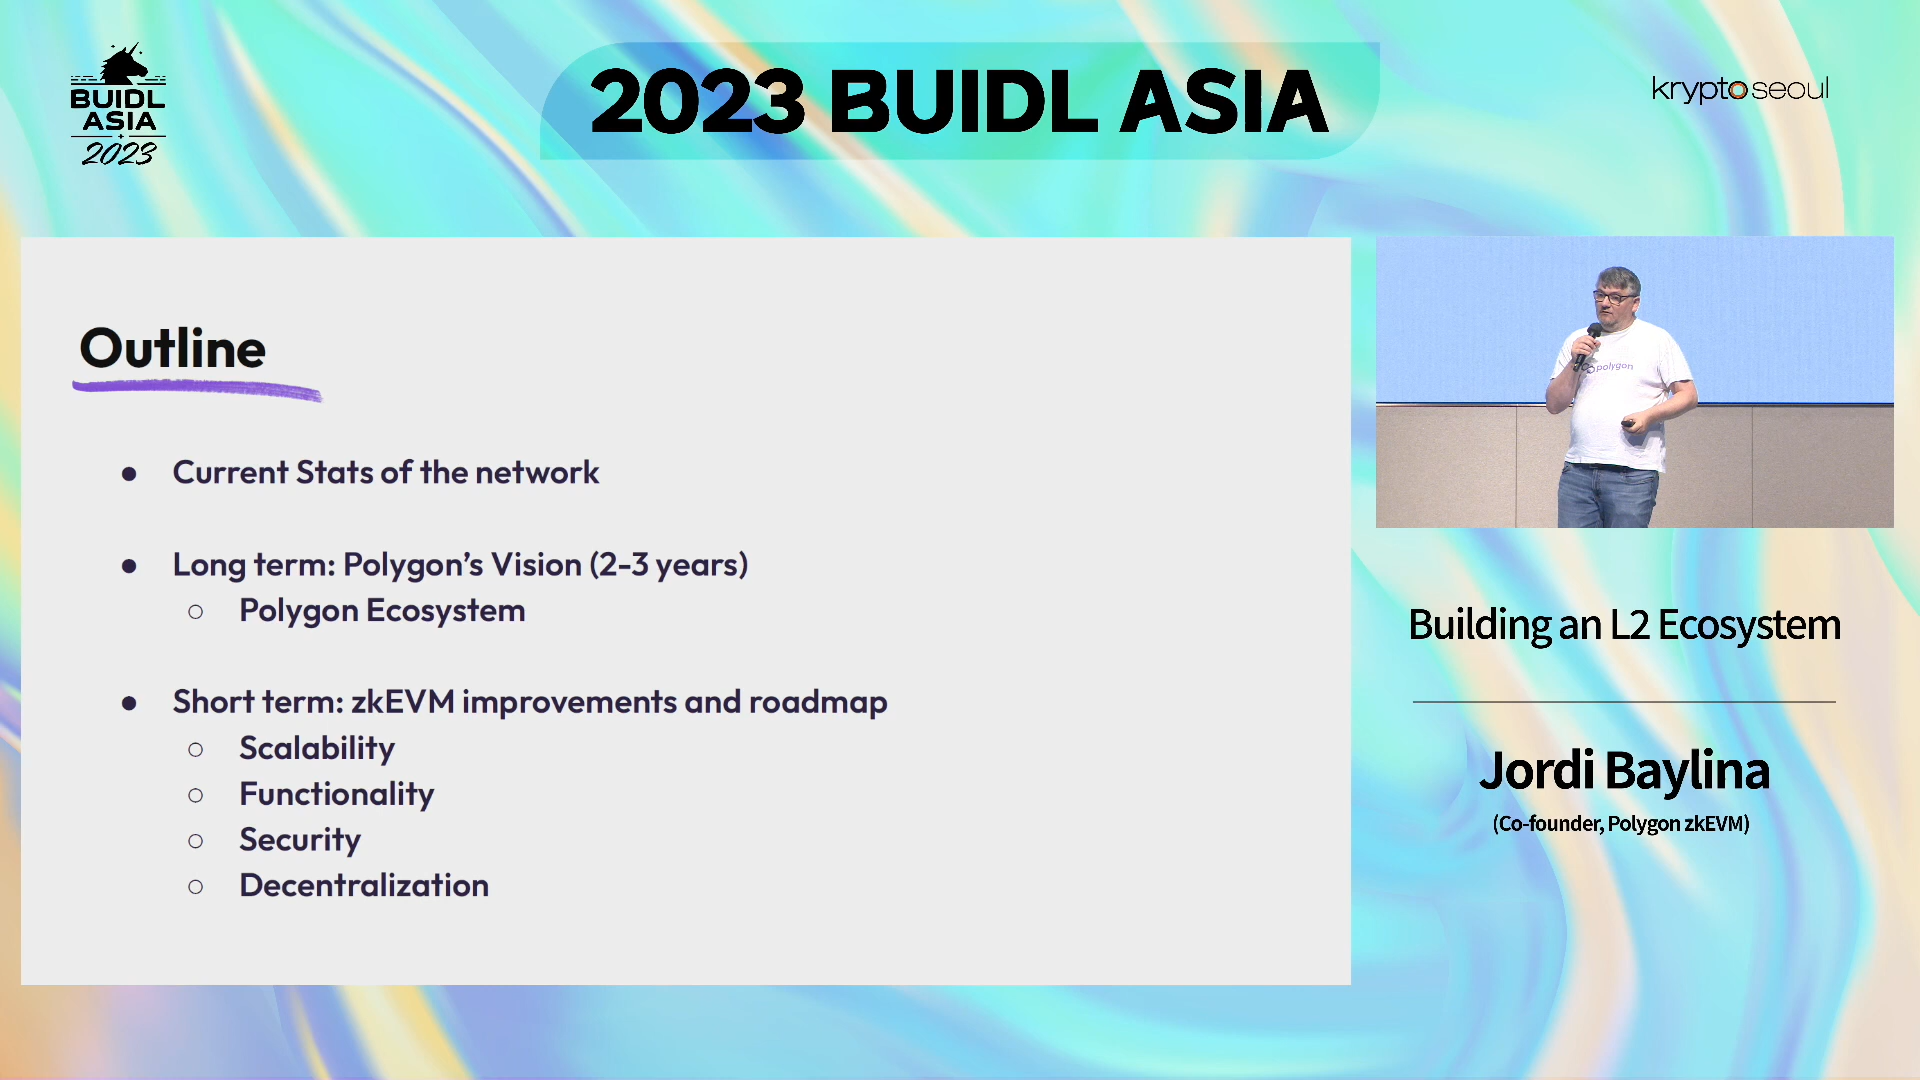 BUIDL
ASIA
2023
2023 BUIDL ASIA
kryptoseoul
Outline
● Current Stats of the network
● Long term: Polygon’s Vision (2-3 years)
○ Polygon Ecosystem
● Short term: zkEVM improvements and roadmap
○ Scalability
○ Functionality
○ Security
○ Decentralization
polygon
Building an L2 Ecosystem
Jordi Baylina
(Co-founder, Polygon zkEVM)